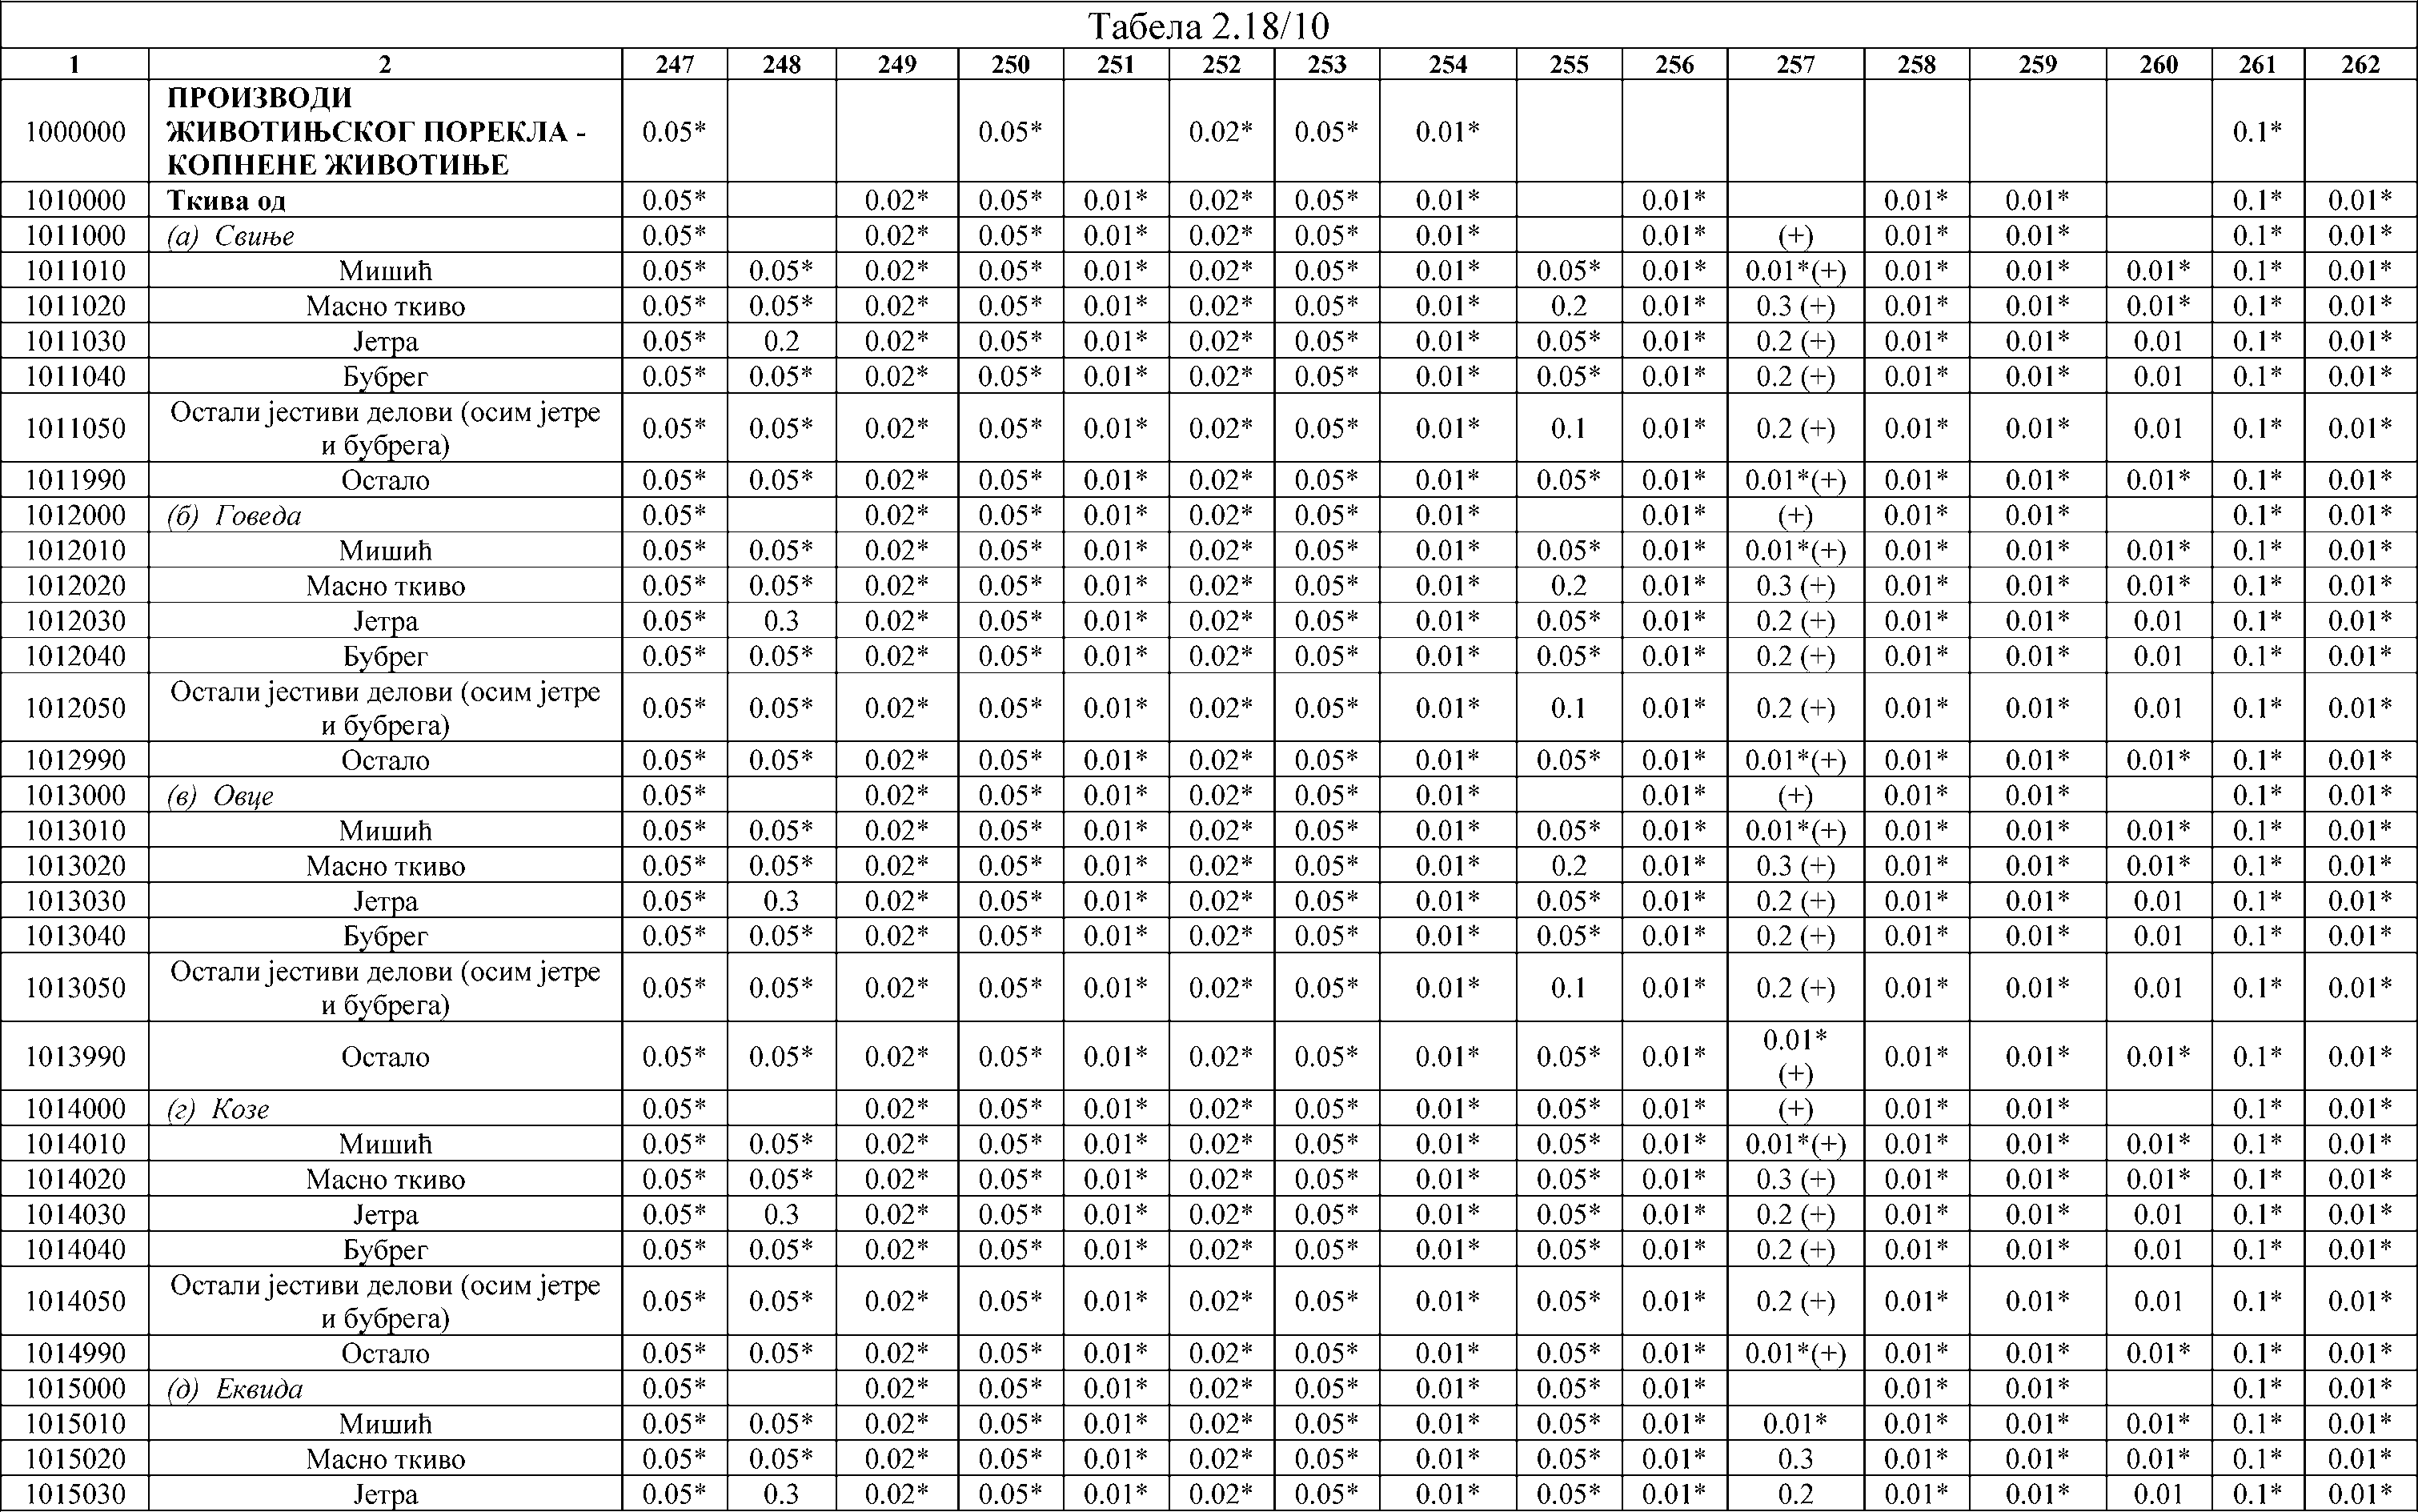 Табела 2.18/10
1 2 247 248 249 250 251 252 253 254 255 256 257 258 259 260 261 262
ПРОИЗВОДИ
1000000 ЖИВОТИЊСКОГ ПОРЕКЛА - 0.05* 0.05* 0.02* 0.05* 0.01* 0.1*
КОПНЕНЕ ЖИВОТИЊЕ
1010000 Ткива од 0.05* 0.02* 0.05* 0.01* 0.02* 0.05* 0.01* 0.01* 0.01* 0.01* 0.1* 0.01*
1011000 (а) Свиње 0.05* 0.02* 0.05* 0.01* 0.02* 0.05* 0.01* 0.01* (+) 0.01* 0.01* 0.1* 0.01*
1011010 Мишић 0.05* 0.05* 0.02* 0.05* 0.01* 0.02* 0.05* 0.01* 0.05* 0.01* 0.01*(+) 0.01* 0.01* 0.01* 0.1* 0.01*
1011020 Масно ткиво 0.05* 0.05* 0.02* 0.05* 0.01* 0.02* 0.05* 0.01* 0.2 0.01* 0.3 (+) 0.01* 0.01* 0.01* 0.1* 0.01*
1011030 Јетра 0.05* 0.2 0.02* 0.05* 0.01* 0.02* 0.05* 0.01* 0.05* 0.01* 0.2 (+) 0.01* 0.01* 0.01 0.1* 0.01*
1011040 Бубрег 0.05* 0.05* 0.02* 0.05* 0.01* 0.02* 0.05* 0.01* 0.05* 0.01* 0.2 (+) 0.01* 0.01* 0.01 0.1* 0.01*
Остали јестиви делови (осим јетре
1011050 и бубрега) 0.05* 0.05* 0.02* 0.05* 0.01* 0.02* 0.05* 0.01* 0.1 0.01* 0.2 (+) 0.01* 0.01* 0.01 0.1* 0.01*
1011990 Остало 0.05* 0.05* 0.02* 0.05* 0.01* 0.02* 0.05* 0.01* 0.05* 0.01* 0.01*(+) 0.01* 0.01* 0.01* 0.1* 0.01*
1012000 (б) Говеда 0.05* 0.02* 0.05* 0.01* 0.02* 0.05* 0.01* 0.01* (+) 0.01* 0.01* 0.1* 0.01*
1012010 Мишић 0.05* 0.05* 0.02* 0.05* 0.01* 0.02* 0.05* 0.01* 0.05* 0.01* 0.01*(+) 0.01* 0.01* 0.01* 0.1* 0.01*
1012020 Масно ткиво 0.05* 0.05* 0.02* 0.05* 0.01* 0.02* 0.05* 0.01* 0.2 0.01* 0.3 (+) 0.01* 0.01* 0.01* 0.1* 0.01*
1012030 Јетра 0.05* 0.3 0.02* 0.05* 0.01* 0.02* 0.05* 0.01* 0.05* 0.01* 0.2 (+) 0.01* 0.01* 0.01 0.1* 0.01*
1012040 Бубрег 0.05* 0.05* 0.02* 0.05* 0.01* 0.02* 0.05* 0.01* 0.05* 0.01* 0.2 (+) 0.01* 0.01* 0.01 0.1* 0.01*
Остали јестиви делови (осим јетре
1012050 и бубрега) 0.05* 0.05* 0.02* 0.05* 0.01* 0.02* 0.05* 0.01* 0.1 0.01* 0.2 (+) 0.01* 0.01* 0.01 0.1* 0.01*
1012990 Остало 0.05* 0.05* 0.02* 0.05* 0.01* 0.02* 0.05* 0.01* 0.05* 0.01* 0.01*(+) 0.01* 0.01* 0.01* 0.1* 0.01*
1013000 (в) Овце 0.05* 0.02* 0.05* 0.01* 0.02* 0.05* 0.01* 0.01* (+) 0.01* 0.01* 0.1* 0.01*
1013010 Мишић 0.05* 0.05* 0.02* 0.05* 0.01* 0.02* 0.05* 0.01* 0.05* 0.01* 0.01*(+) 0.01* 0.01* 0.01* 0.1* 0.01*
1013020 Масно ткиво 0.05* 0.05* 0.02* 0.05* 0.01* 0.02* 0.05* 0.01* 0.2 0.01* 0.3 (+) 0.01* 0.01* 0.01* 0.1* 0.01*
1013030 Јетра 0.05* 0.3 0.02* 0.05* 0.01* 0.02* 0.05* 0.01* 0.05* 0.01* 0.2 (+) 0.01* 0.01* 0.01 0.1* 0.01*
1013040 Бубрег 0.05* 0.05* 0.02* 0.05* 0.01* 0.02* 0.05* 0.01* 0.05* 0.01* 0.2 (+) 0.01* 0.01* 0.01 0.1* 0.01*
Остали јестиви делови (осим јетре
1013050 и бубрега) 0.05* 0.05* 0.02* 0.05* 0.01* 0.02* 0.05* 0.01* 0.1 0.01* 0.2 (+) 0.01* 0.01* 0.01 0.1* 0.01*
1013990 Остало 0.05* 0.05* 0.02* 0.05* 0.01* 0.02* 0.05* 0.01* 0.05* 0.01* 0.01* 0.01* 0.01* 0.01* 0.1* 0.01*
(+)
1014000 (г) Козе 0.05* 0.02* 0.05* 0.01* 0.02* 0.05* 0.01* 0.05* 0.01* (+) 0.01* 0.01* 0.1* 0.01*
1014010 Мишић 0.05* 0.05* 0.02* 0.05* 0.01* 0.02* 0.05* 0.01* 0.05* 0.01* 0.01*(+) 0.01* 0.01* 0.01* 0.1* 0.01*
1014020 Масно ткиво 0.05* 0.05* 0.02* 0.05* 0.01* 0.02* 0.05* 0.01* 0.05* 0.01* 0.3 (+) 0.01* 0.01* 0.01* 0.1* 0.01*
1014030 Јетра 0.05* 0.3 0.02* 0.05* 0.01* 0.02* 0.05* 0.01* 0.05* 0.01* 0.2 (+) 0.01* 0.01* 0.01 0.1* 0.01*
1014040 Бубрег 0.05* 0.05* 0.02* 0.05* 0.01* 0.02* 0.05* 0.01* 0.05* 0.01* 0.2 (+) 0.01* 0.01* 0.01 0.1* 0.01*
Остали јестиви делови (осим јетре
1014050 и бубрега) 0.05* 0.05* 0.02* 0.05* 0.01* 0.02* 0.05* 0.01* 0.05* 0.01* 0.2 (+) 0.01* 0.01* 0.01 0.1* 0.01*
1014990 Остало 0.05* 0.05* 0.02* 0.05* 0.01* 0.02* 0.05* 0.01* 0.05* 0.01* 0.01*(+) 0.01* 0.01* 0.01* 0.1* 0.01*
1015000 (д) Еквида 0.05* 0.02* 0.05* 0.01* 0.02* 0.05* 0.01* 0.05* 0.01* 0.01* 0.01* 0.1* 0.01*
1015010 Мишић 0.05* 0.05* 0.02* 0.05* 0.01* 0.02* 0.05* 0.01* 0.05* 0.01* 0.01* 0.01* 0.01* 0.01* 0.1* 0.01*
1015020 Масно ткиво 0.05* 0.05* 0.02* 0.05* 0.01* 0.02* 0.05* 0.01* 0.05* 0.01* 0.3 0.01* 0.01* 0.01* 0.1* 0.01*
1015030 Јетра 0.05* 0.3 0.02* 0.05* 0.01* 0.02* 0.05* 0.01* 0.05* 0.01* 0.2 0.01* 0.01* 0.01 0.1* 0.01*